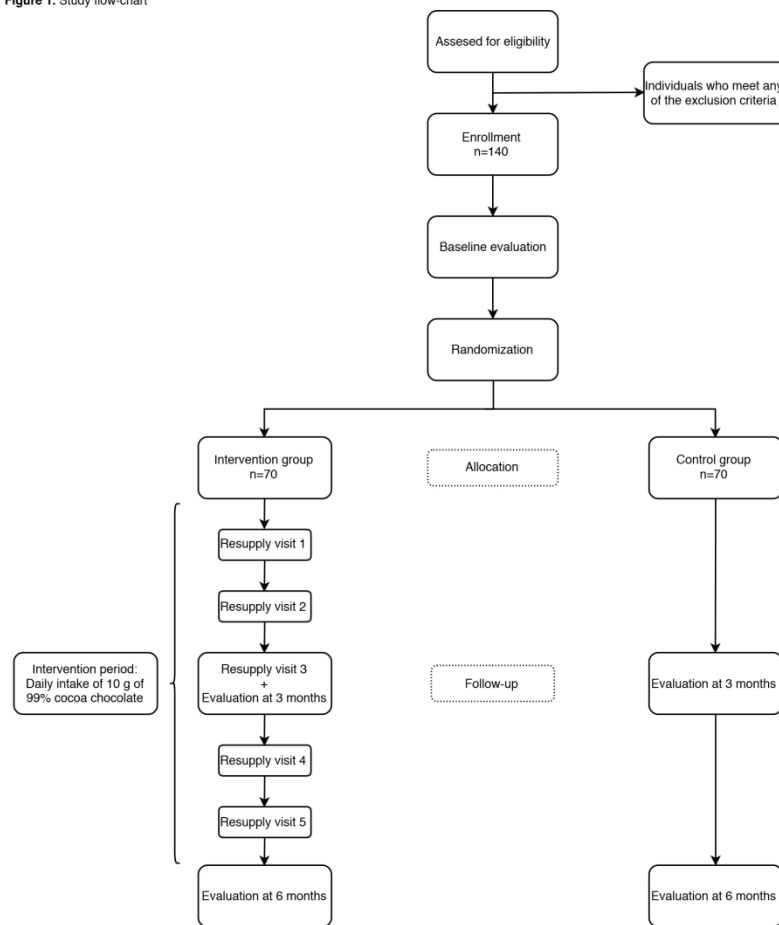 Figure 1. Study flow-chart
Assesed for eligibility
Individuals who meet any
of the exclusion criteria
Enrollment
n=140
Baseline evaluation
Randomization
Intervention group
n=70
Allocation
Control group
n=70
Resupply visit 1
Resupply visit 2
Intervention period:
Daily intake of 10 g of
99% cocoa chocolate
Resupply visit 3
+
Evaluation at 3 months
Follow-up
Evaluation at 3 months
Resupply visit 4
Resupply visit 5
Evaluation at 6 months
Evaluation at 6 months